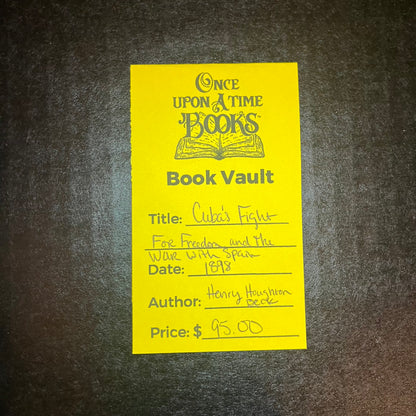 ONCE
UPON A TIME
BOOKS
Book Vault
Title: Cuba's Fight
For Freedom and the
War with Spain
Date: 1898
Author: Henry Houghton
Beck
Price: $ 95.00